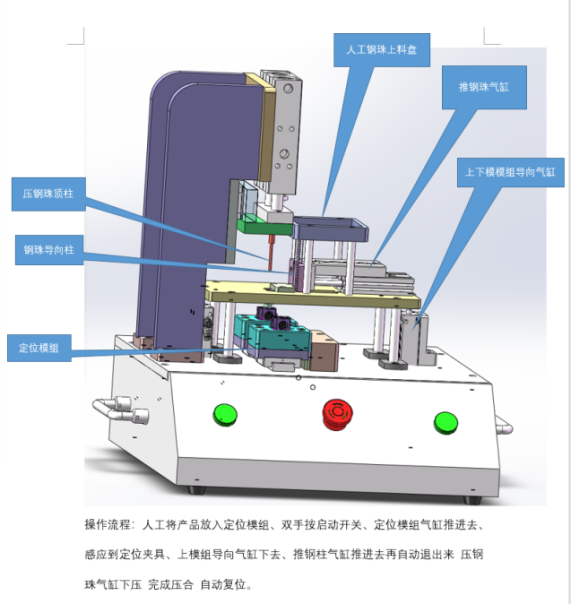 人工钢珠上料盘
推钢珠气缸
上下模模组导向气缸
压钢珠顶柱
钢珠导向柱
定位模组
操作流程：人工将产品放入定位模组、双手按启动开关、定位模组气缸推进去、
感应到定位夹具、上模组导向气缸下去、推钢柱气缸推进去再自动退出来 压钢
珠气缸下压 完成压合 自动复位。